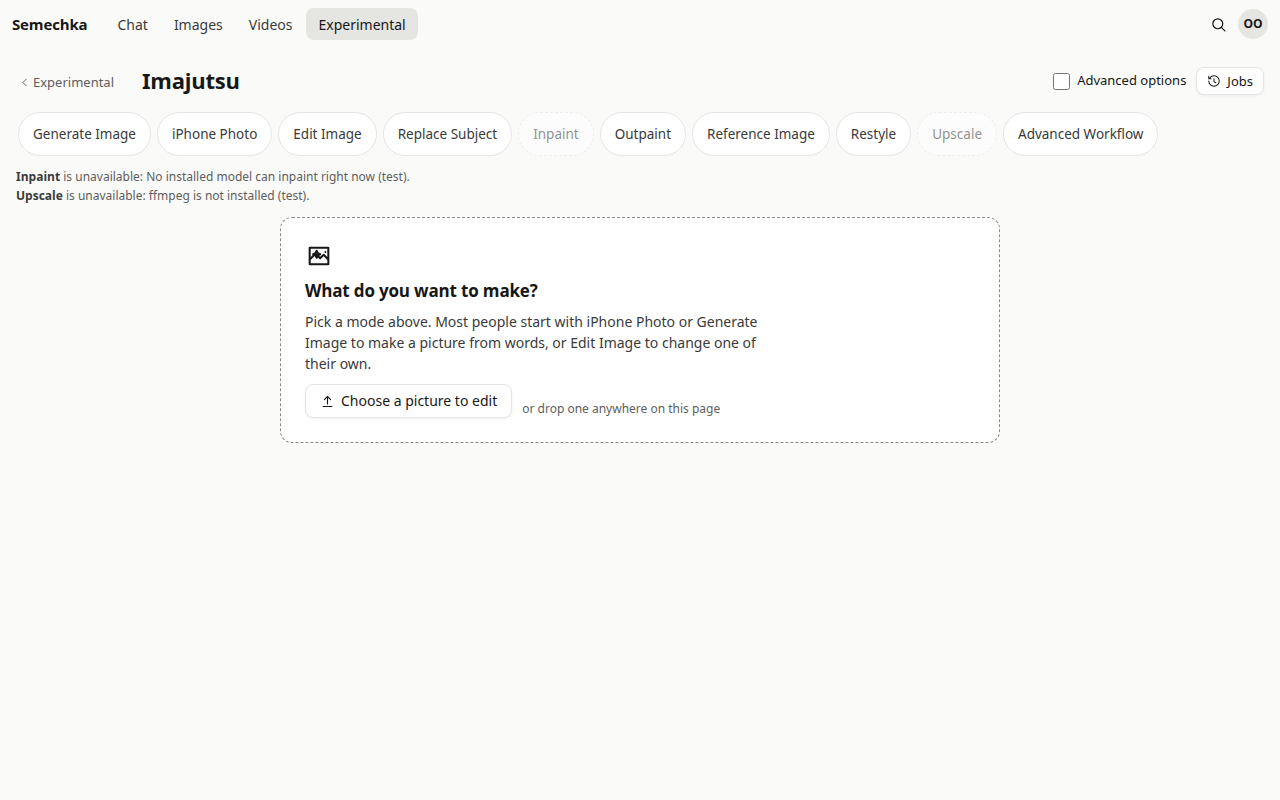 Semechka
Chat
Images
Videos
Experimental
OO
Experimental
Imajutsu
Advanced options
Jobs
Generate Image
iPhone Photo
Edit Image
Replace Subject
Inpaint
Outpaint
Reference Image
Restyle
Upscale
Advanced Workflow
Inpaint is unavailable: No installed model can inpaint right now (test).
Upscale is unavailable: ffmpeg is not installed (test).
What do you want to make?
Pick a mode above. Most people start with iPhone Photo or Generate
Image to make a picture from words, or Edit Image to change one of
their own.
Choose a picture to edit
or drop one anywhere on this page